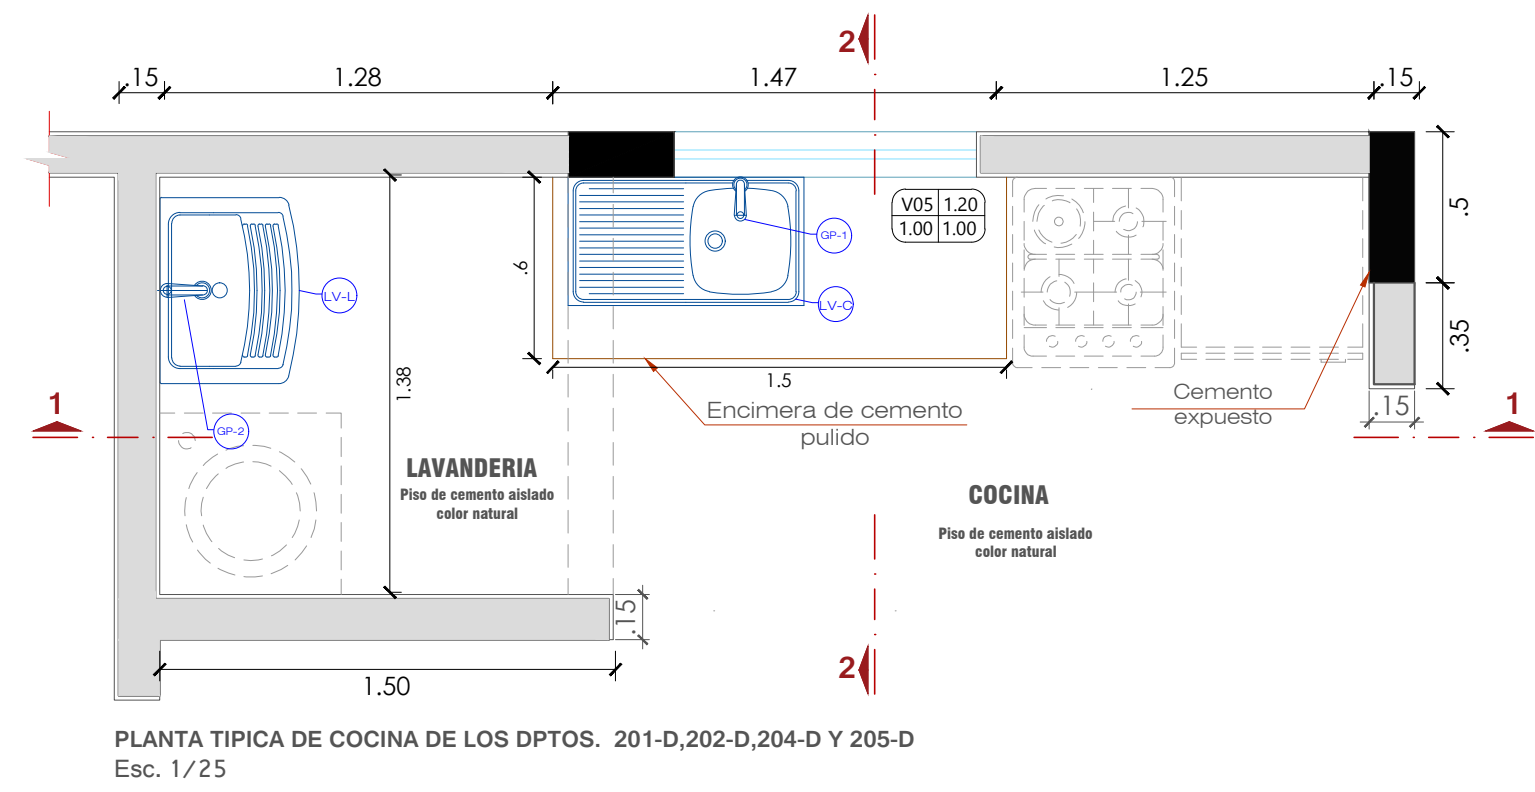 2
.15
1.28
1.47
1.25
.15
V05 1.20
1.00 1.00
.5
GP-1
.6
LV-L
LV-C
.35
1.38
1.5
Cemento
expuesto
.15
1
1
Encimera de cemento
pulido
GP-2
LAVANDERIA
Piso de cemento aislado
color natural
COCINA
Piso de cemento aislado
color natural
.15
2
1.50
PLANTA TIPICA DE COCINA DE LOS DPTOS. 201-D,202-D,204-D Y 205-D
Esc. 1/25